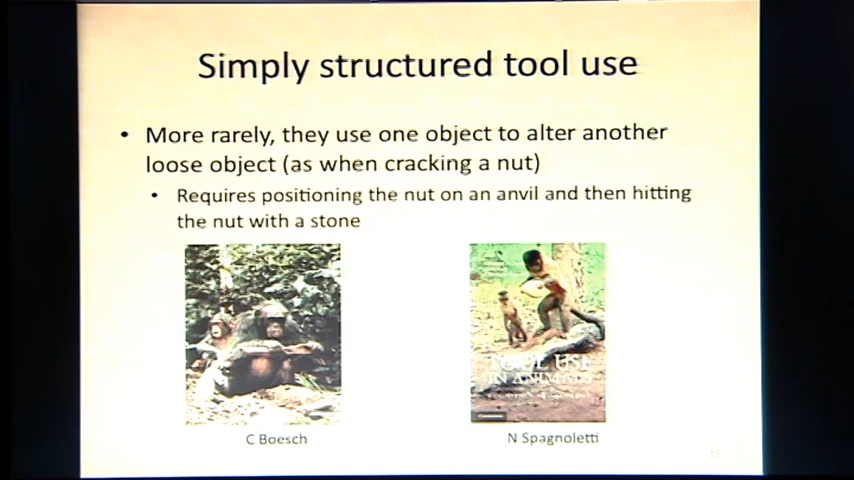 Simply structured tool use
• More rarely, they use one object to alter another
loose object (as when cracking a nut)
• Requires positioning the nut on an anvil and then hitting
the nut with a stone
TOOL USE
IN ANIMALS
C Boesch
N Spagnoletti